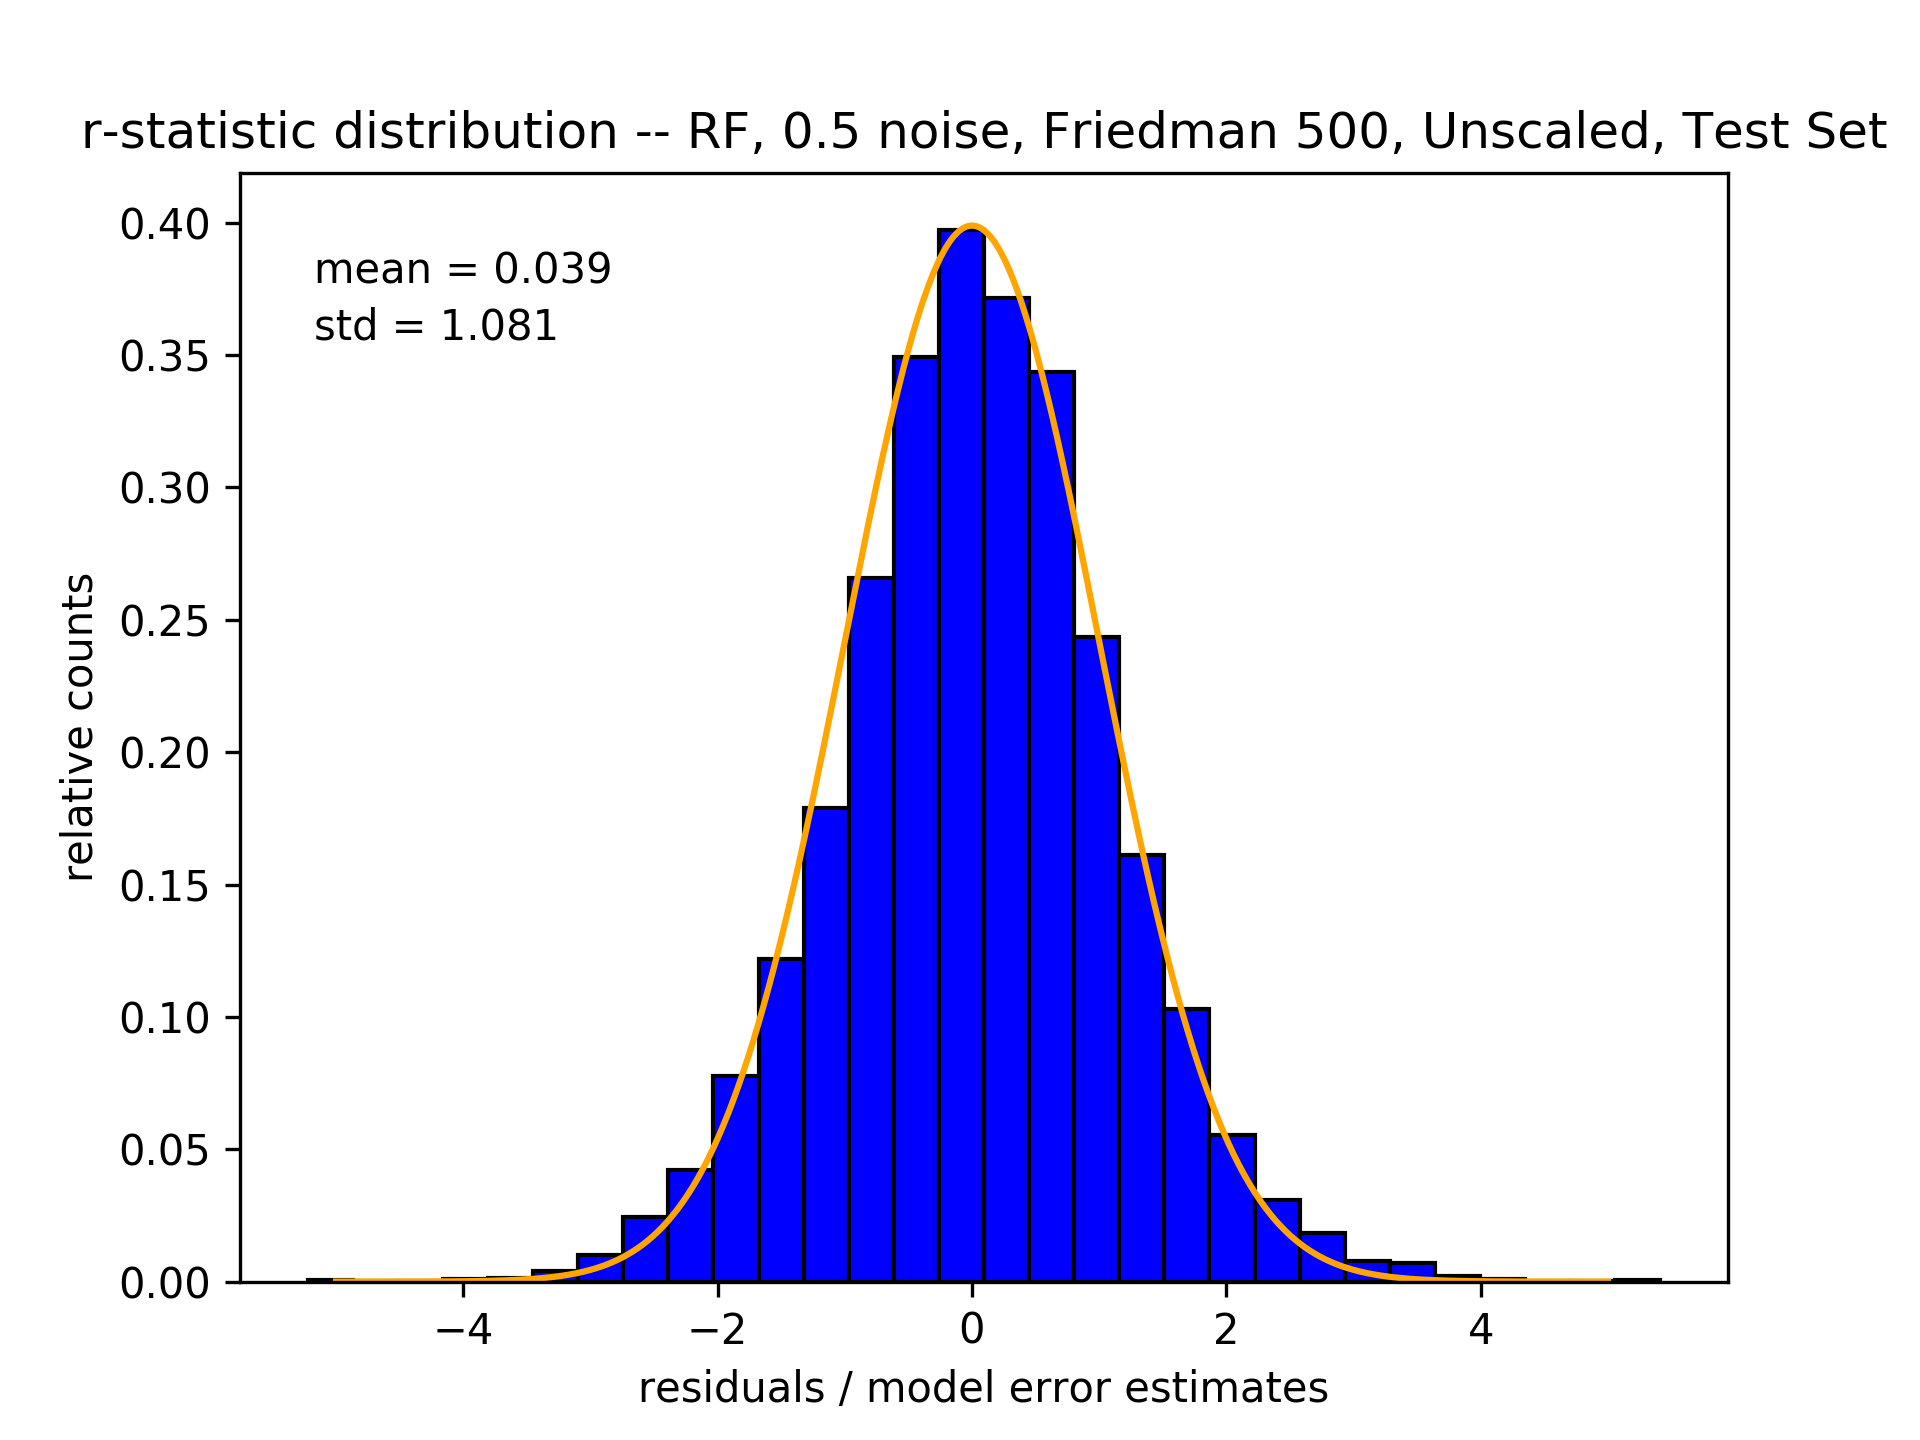 r-statistic distribution -- RF, 0.5 noise, Friedman 500, Unscaled, Test Set
mean = 0.039
std = 1.081
relative counts
0.40
0.35
0.30
0.25
0.20
0.15
0.10
0.05
0.00
−4 −2 0 2 4
residuals / model error estimates